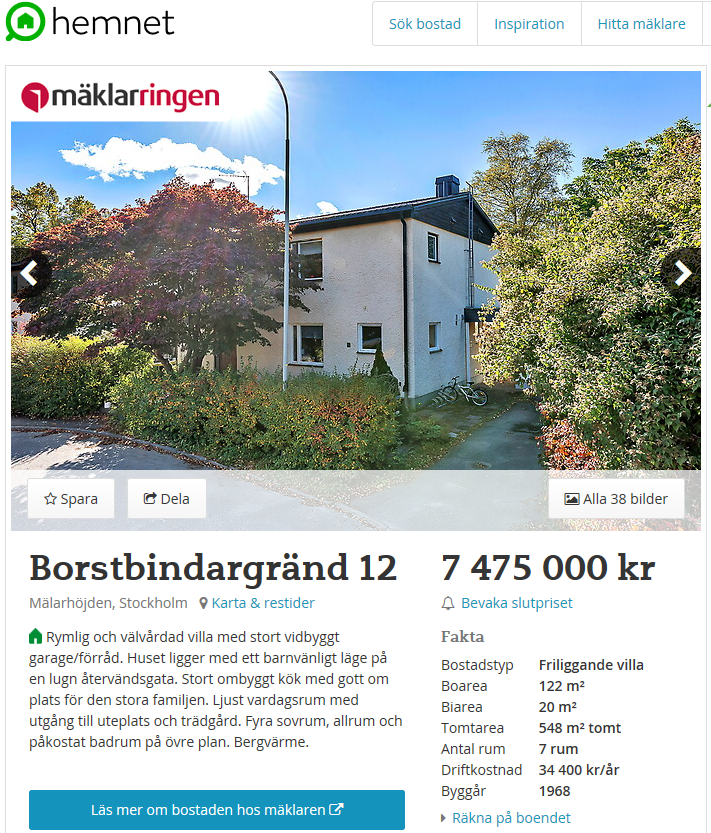 hemnet
Sök bostad
Inspiration
Hitta mäklare
mäklarringen
Spara
Dela
Alla 38 bilder
Borstbindargränd 12
Mälarhöjden, Stockholm Karta & restider
Rymlig och välvårdad villa med stort vidbyggt
garage/förråd. Huset ligger med ett barnvänligt läge på
en lugn återvändsgata. Stort ombyggt kök med gott om
plats för den stora familjen. Ljust vardagsrum med
utgång till uteplats och trädgård. Fyra sovrum, allrum och
påkostat badrum på övre plan. Bergvärme.
Läs mer om bostaden hos mäklaren
7 475 000 kr
Bevaka slutpriset
Fakta
Bostadstyp Friliggande villa
Boarea 122 m²
Biarea 20 m²
Tomtarea 548 m² tomt
Antal rum 7 rum
Driftkostnad 34 400 kr/år
Byggår 1968
Räkna på boendet